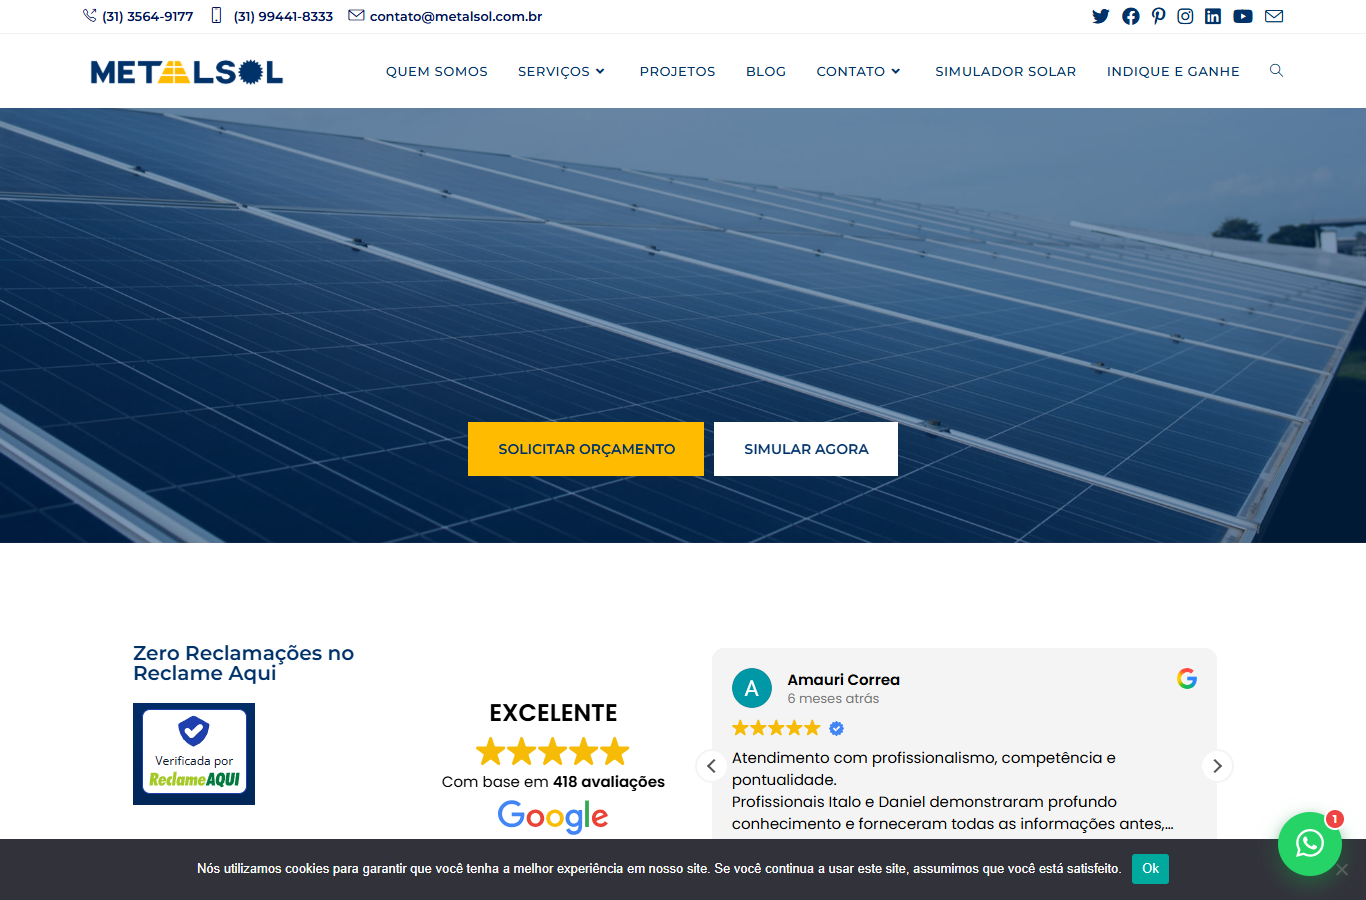 (31) 3564-9177 (31) 99441-8333 contato@metalsol.com.br
METALSOL
QUEM SOMOS SERVIÇOS PROJETOS BLOG CONTATO SIMULADOR SOLAR INDIQUE E GANHE
SOLICITAR ORÇAMENTO SIMULAR AGORA
Zero Reclamações no
Reclame Aqui
Verificada por
ReclameAQUI
EXCELENTE
Com base em 418 avaliações
Google
A
Amauri Correa
6 meses atrás
Atendimento com profissionalismo, competência e
pontualidade.
Profissionais Italo e Daniel demonstraram profundo
conhecimento e forneceram todas as informações antes,...
1
Nós utilizamos cookies para garantir que você tenha a melhor experiência em nosso site. Se você continua a usar este site, assumimos que você está satisfeito. Ok